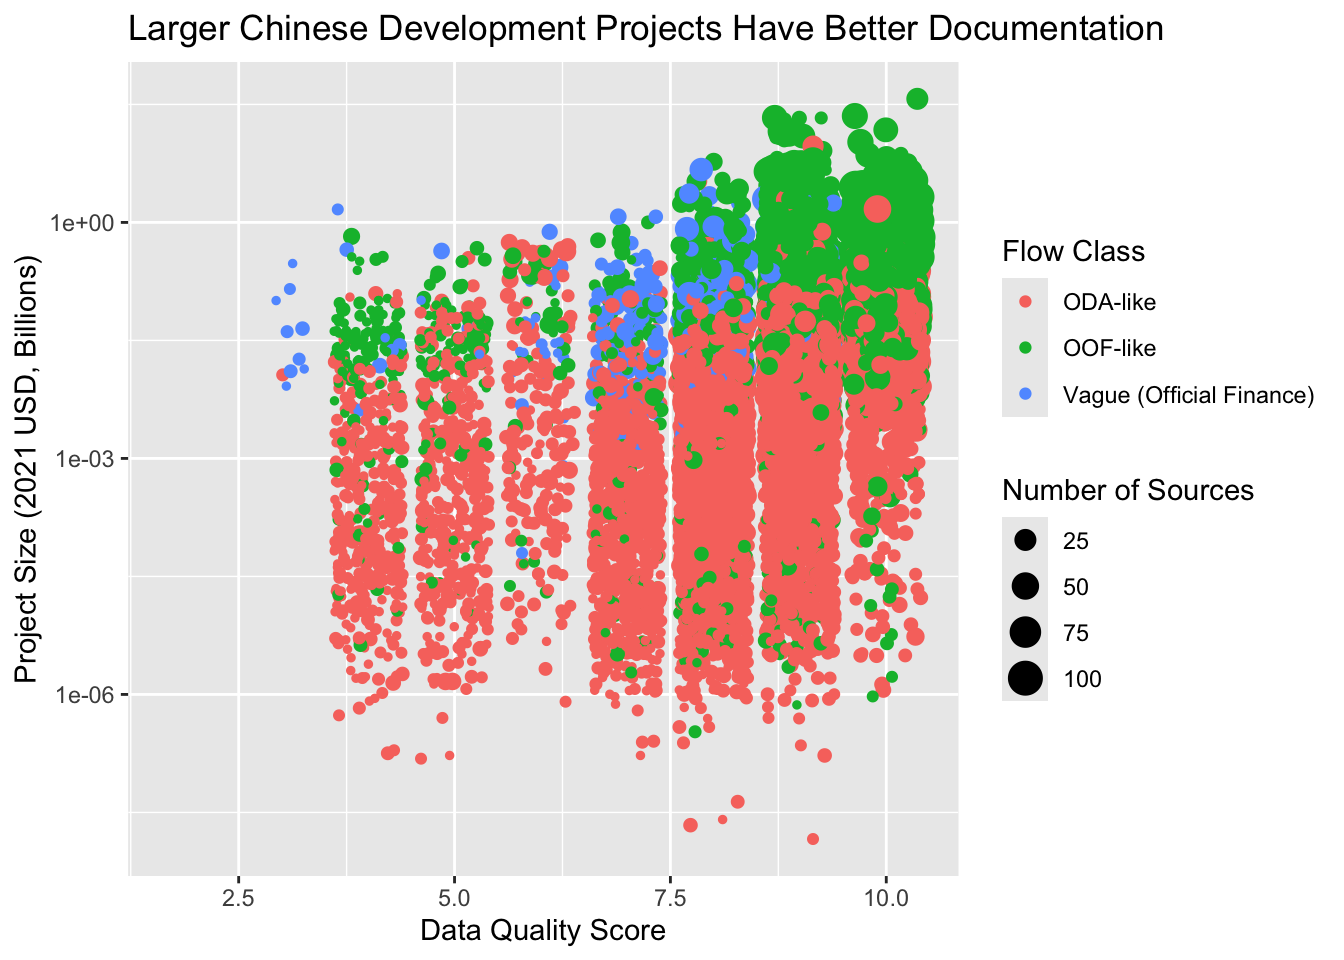 Larger Chinese Development Projects Have Better Documentation
Project Size (2021 USD, Billions)
1e+00
1e-03
1e-06
2.5 5.0 7.5 10.0
Data Quality Score
Flow Class
ODA-like
OOF-like
Vague (Official Finance)
Number of Sources
25
50
75
100